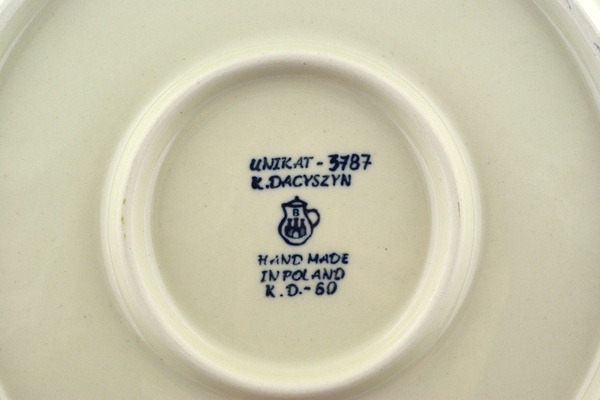 UNIKAT - 3787
K. DACYSZYN
B
HAND MADE
IN POLAND
K. D. - 60